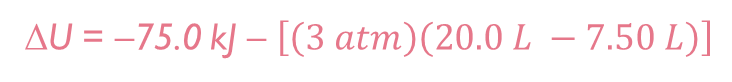 ΔU = –75.0 kJ – [(3 atm)(20.0 L – 7.50 L)]